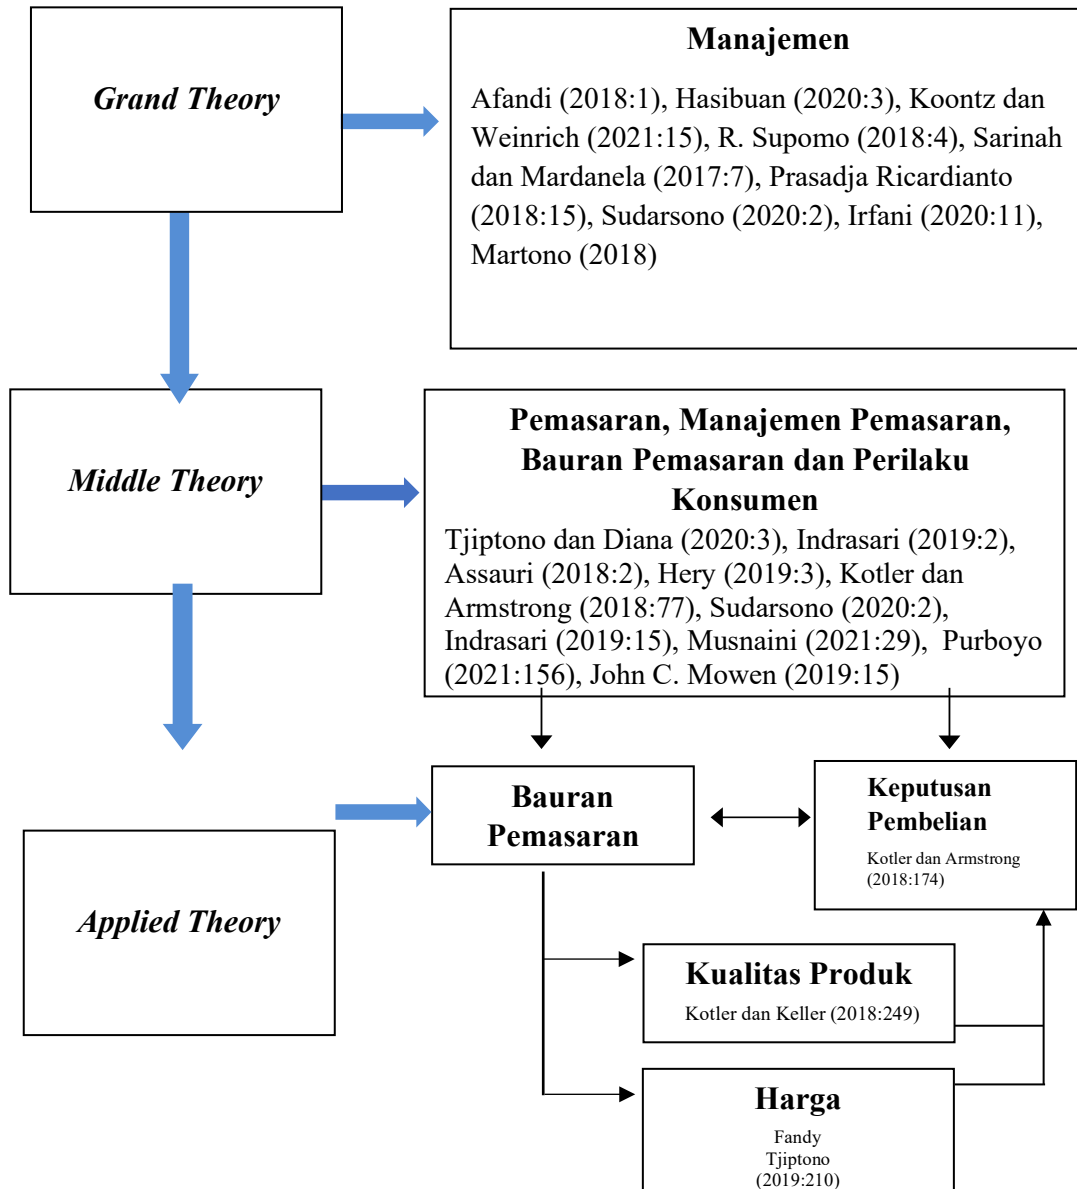 Grand Theory
Manajemen
Afandi (2018:1), Hasibuan (2020:3), Koontz dan
Weinrich (2021:15), R. Supomo (2018:4), Sarinah
dan Mardanela (2017:7), Prasadja Ricardianto
(2018:15), Sudarsono (2020:2), Irfani (2020:11),
Martono (2018)
Middle Theory
Pemasaran, Manajemen Pemasaran,
Bauran Pemasaran dan Perilaku
Konsumen
Tjiptono dan Diana (2020:3), Indrasari (2019:2),
Assauri (2018:2), Hery (2019:3), Kotler dan
Armstrong (2018:77), Sudarsono (2020:2),
Indrasari (2019:15), Musnaini (2021:29), Purboyo
(2021:156), John C. Mowen (2019:15)
Applied Theory
Bauran
Pemasaran
Keputusan
Pembelian
Kotler dan Armstrong
(2018:174)
Kualitas Produk
Kotler dan Keller (2018:249)
Harga
Fandy
Tjiptono
(2019:210)